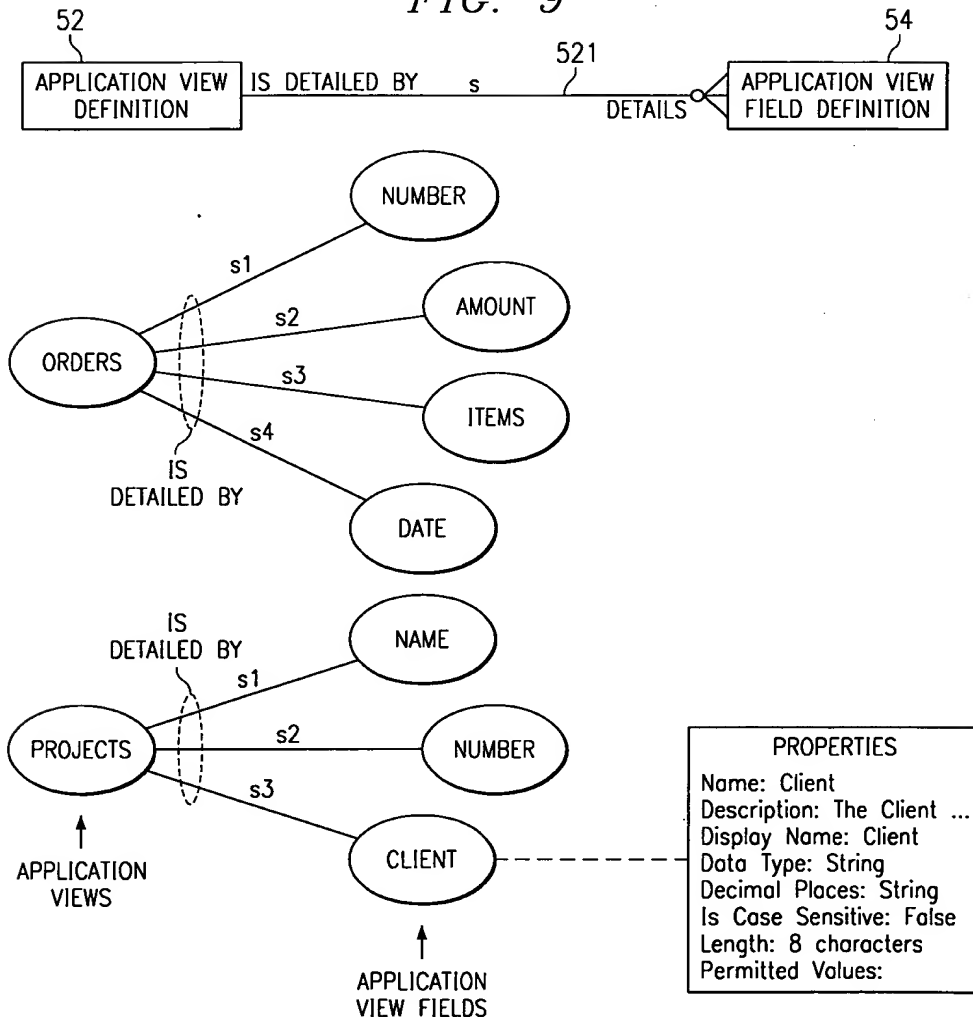 FIG. 9
52
54
521
APPLICATION VIEW
DEFINITION
IS DETAILED BY
s
DETAILS
APPLICATION VIEW
FIELD DEFINITION
NUMBER
s1
AMOUNT
s2
ORDERS
s3
ITEMS
s4
IS
DETAILED BY
DATE
IS
DETAILED BY
NAME
s1
PROJECTS
s2
NUMBER
s3
CLIENT
APPLICATION
VIEWS
APPLICATION
VIEW FIELDS
PROPERTIES
Name: Client
Description: The Client ...
Display Name: Client
Data Type: String
Decimal Places: String
Is Case Sensitive: False
Length: 8 characters
Permitted Values: